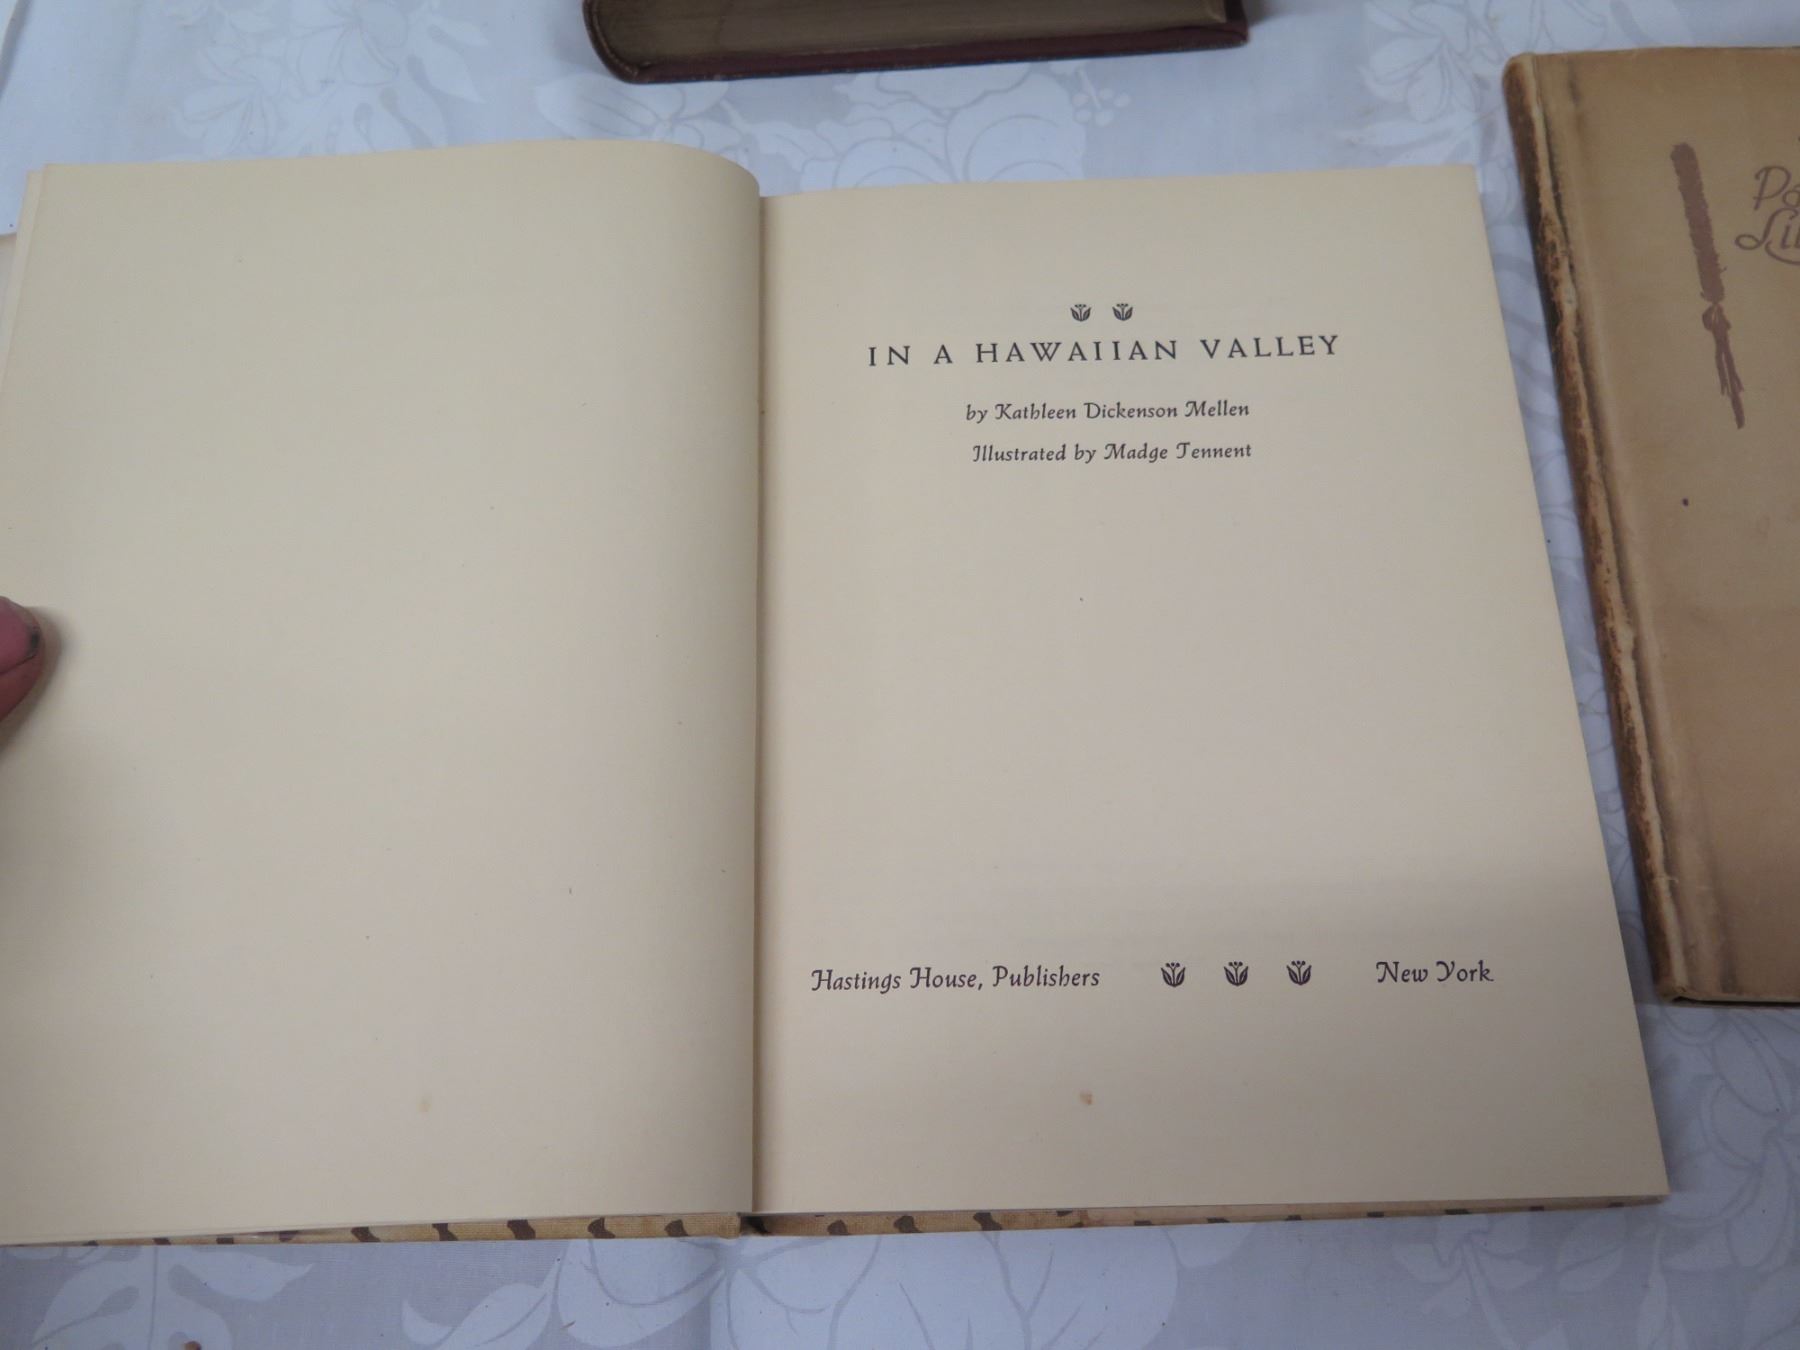 IN A HAWAIIAN VALLEY
by Kathleen Dickenson Mellen
Illustrated by Madge Tennent
Hastings House, Publishers New York